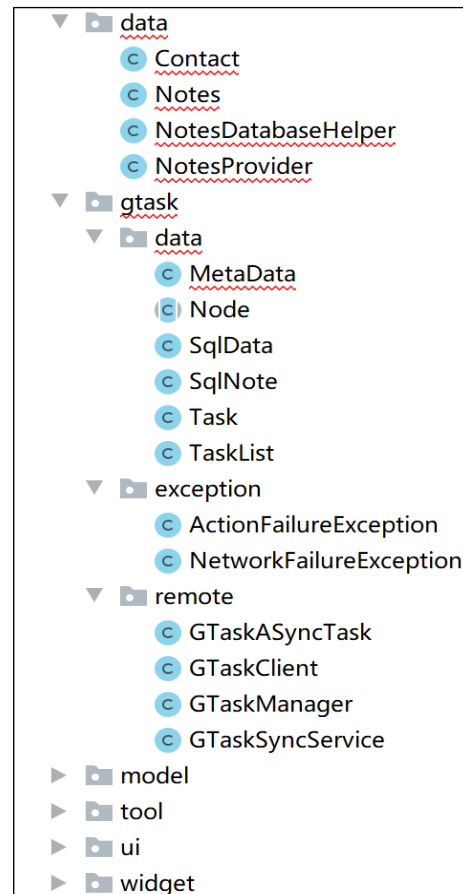 data
Contact
Notes
NotesDatabaseHelper
NotesProvider
gtask
data
MetaData
Node
SqlData
SqlNote
Task
TaskList
exception
ActionFailureException
NetworkFailureException
remote
GTaskASyncTask
GTaskClient
GTaskManager
GTaskSyncService
model
tool
ui
widget